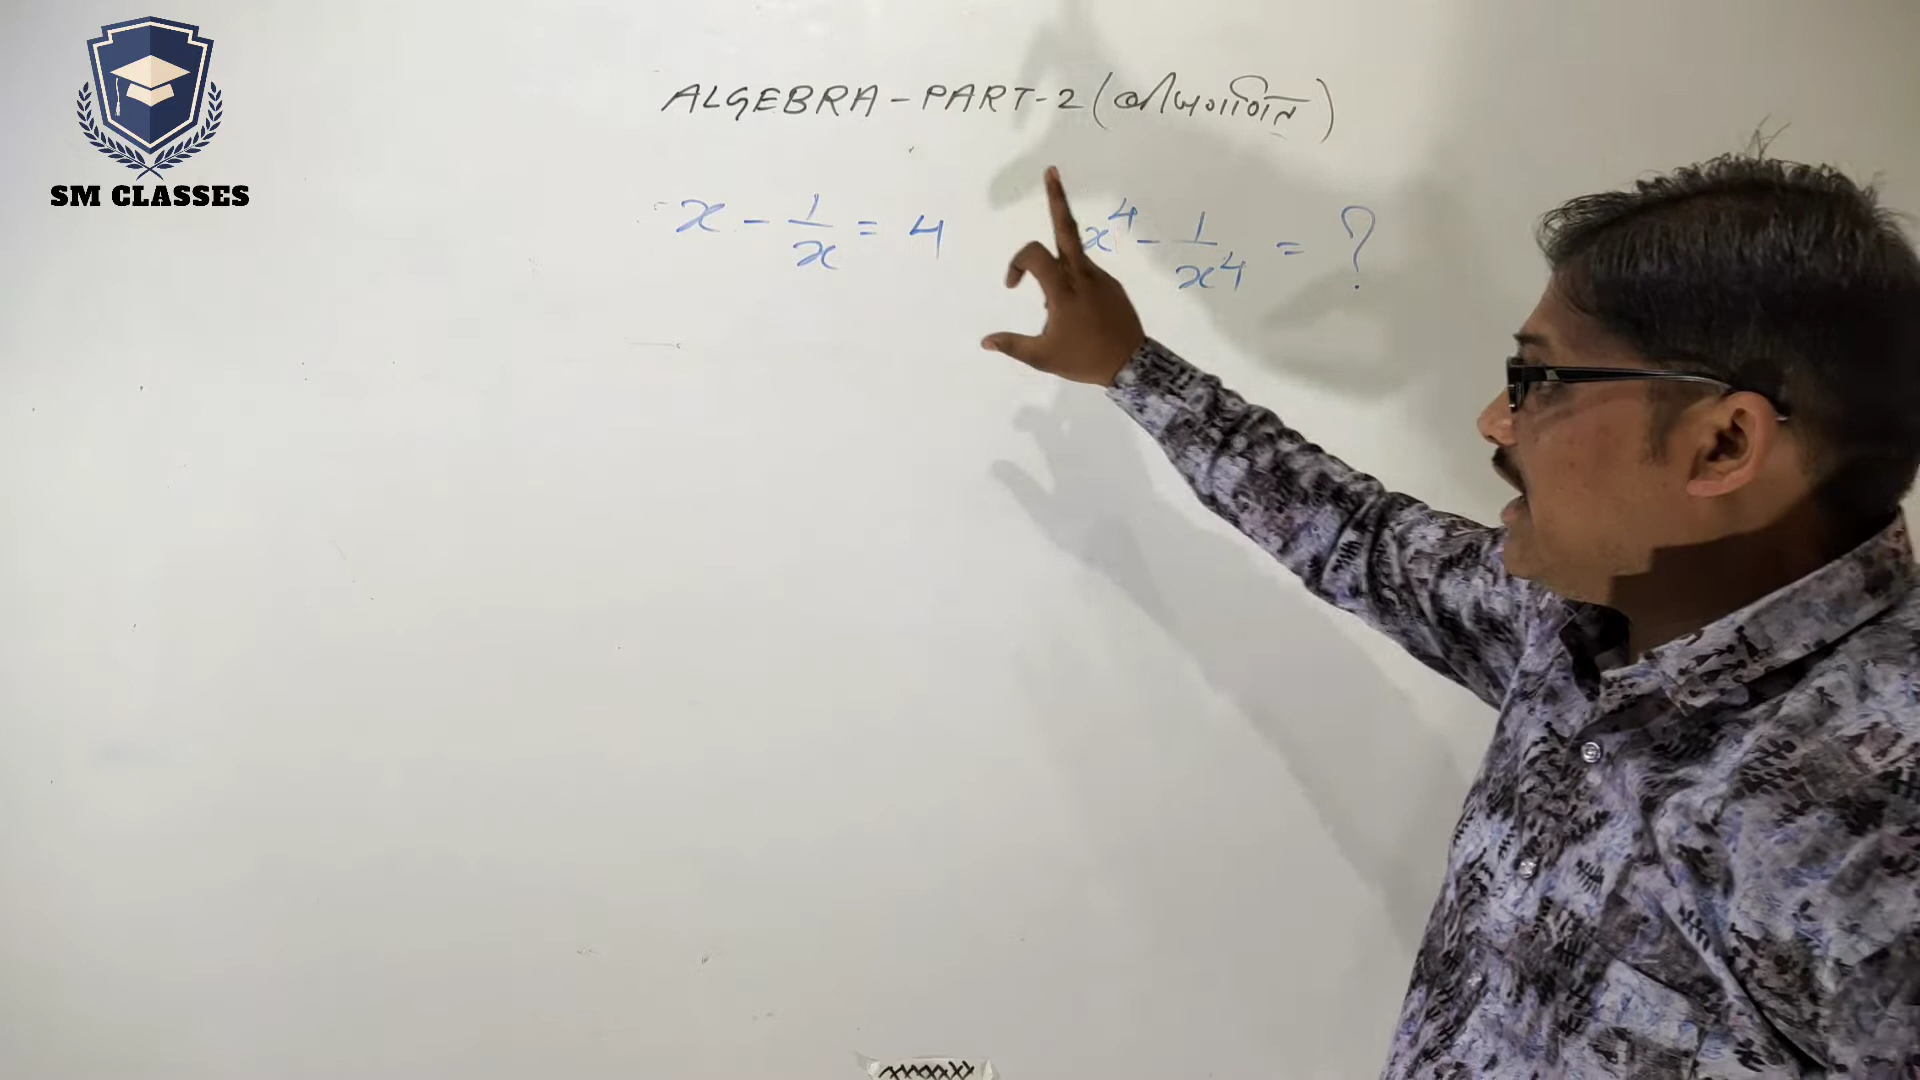 SM CLASSES
ALGEBRA - PART-2 (বীজগণিত)
x - 1/x = 4 x⁴ - 1/x⁴ = ?